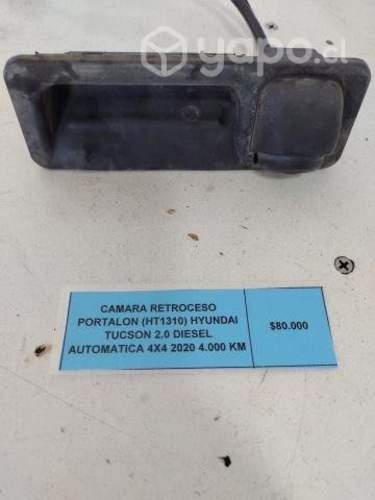 yapo.cl
CAMARA RETROCESO
PORTALON (HT1310) HYUNDAI
TUCSON 2.0 DIESEL
AUTOMATICA 4X4 2020 4.000 KM
$80.000